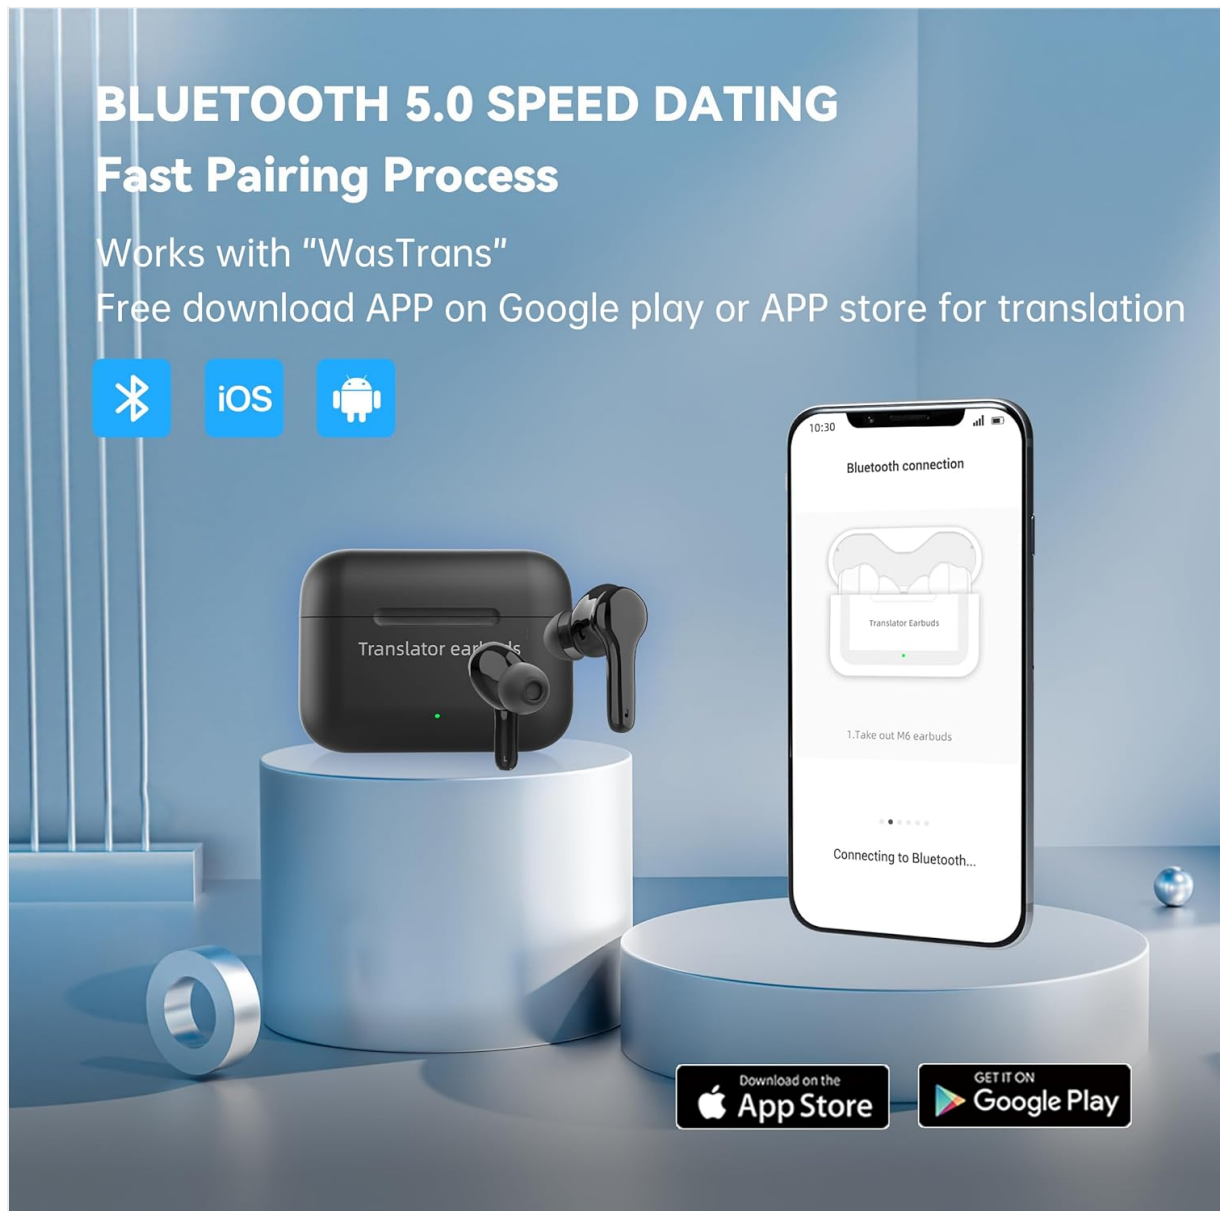 BLUETOOTH 5.0 SPEED DATING
Fast Pairing Process
Works with “WasTrans”
Free download APP on Google play or APP store for translation
iOS
10:30
Bluetooth connection
Translator Earbuds
1.Take out M6 earbuds
Connecting to Bluetooth...
Translator earbuds
L
Download on the
App Store
GET IT ON
Google Play